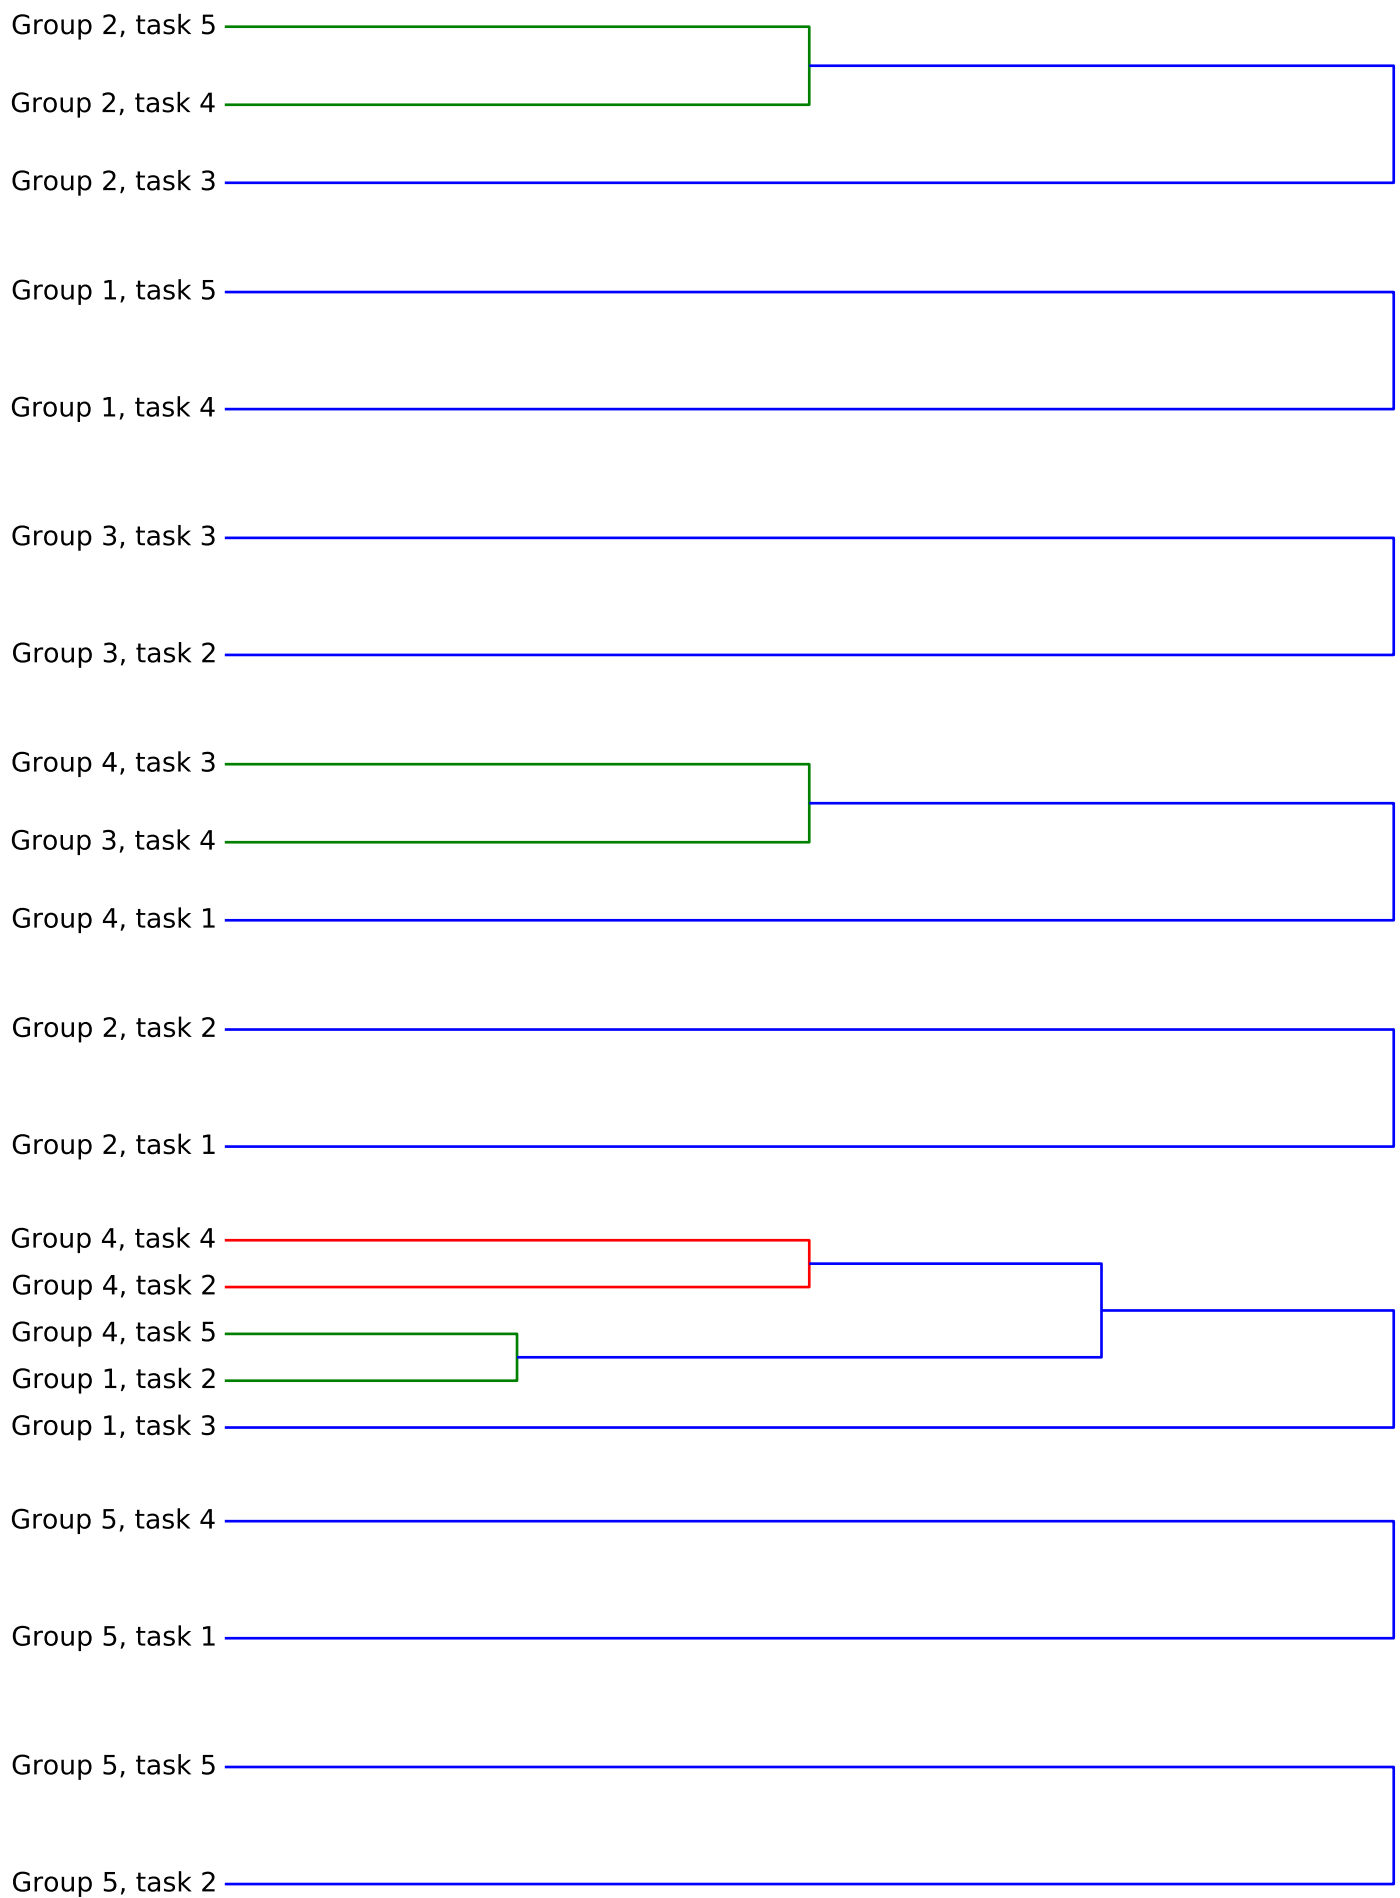 Group 2, task 5
Group 2, task 4
Group 2, task 3
Group 1, task 5
Group 1, task 4
Group 3, task 3
Group 3, task 2
Group 4, task 3
Group 3, task 4
Group 4, task 1
Group 2, task 2
Group 2, task 1
Group 4, task 4
Group 4, task 2
Group 4, task 5
Group 1, task 2
Group 1, task 3
Group 5, task 4
Group 5, task 1
Group 5, task 5
Group 5, task 2